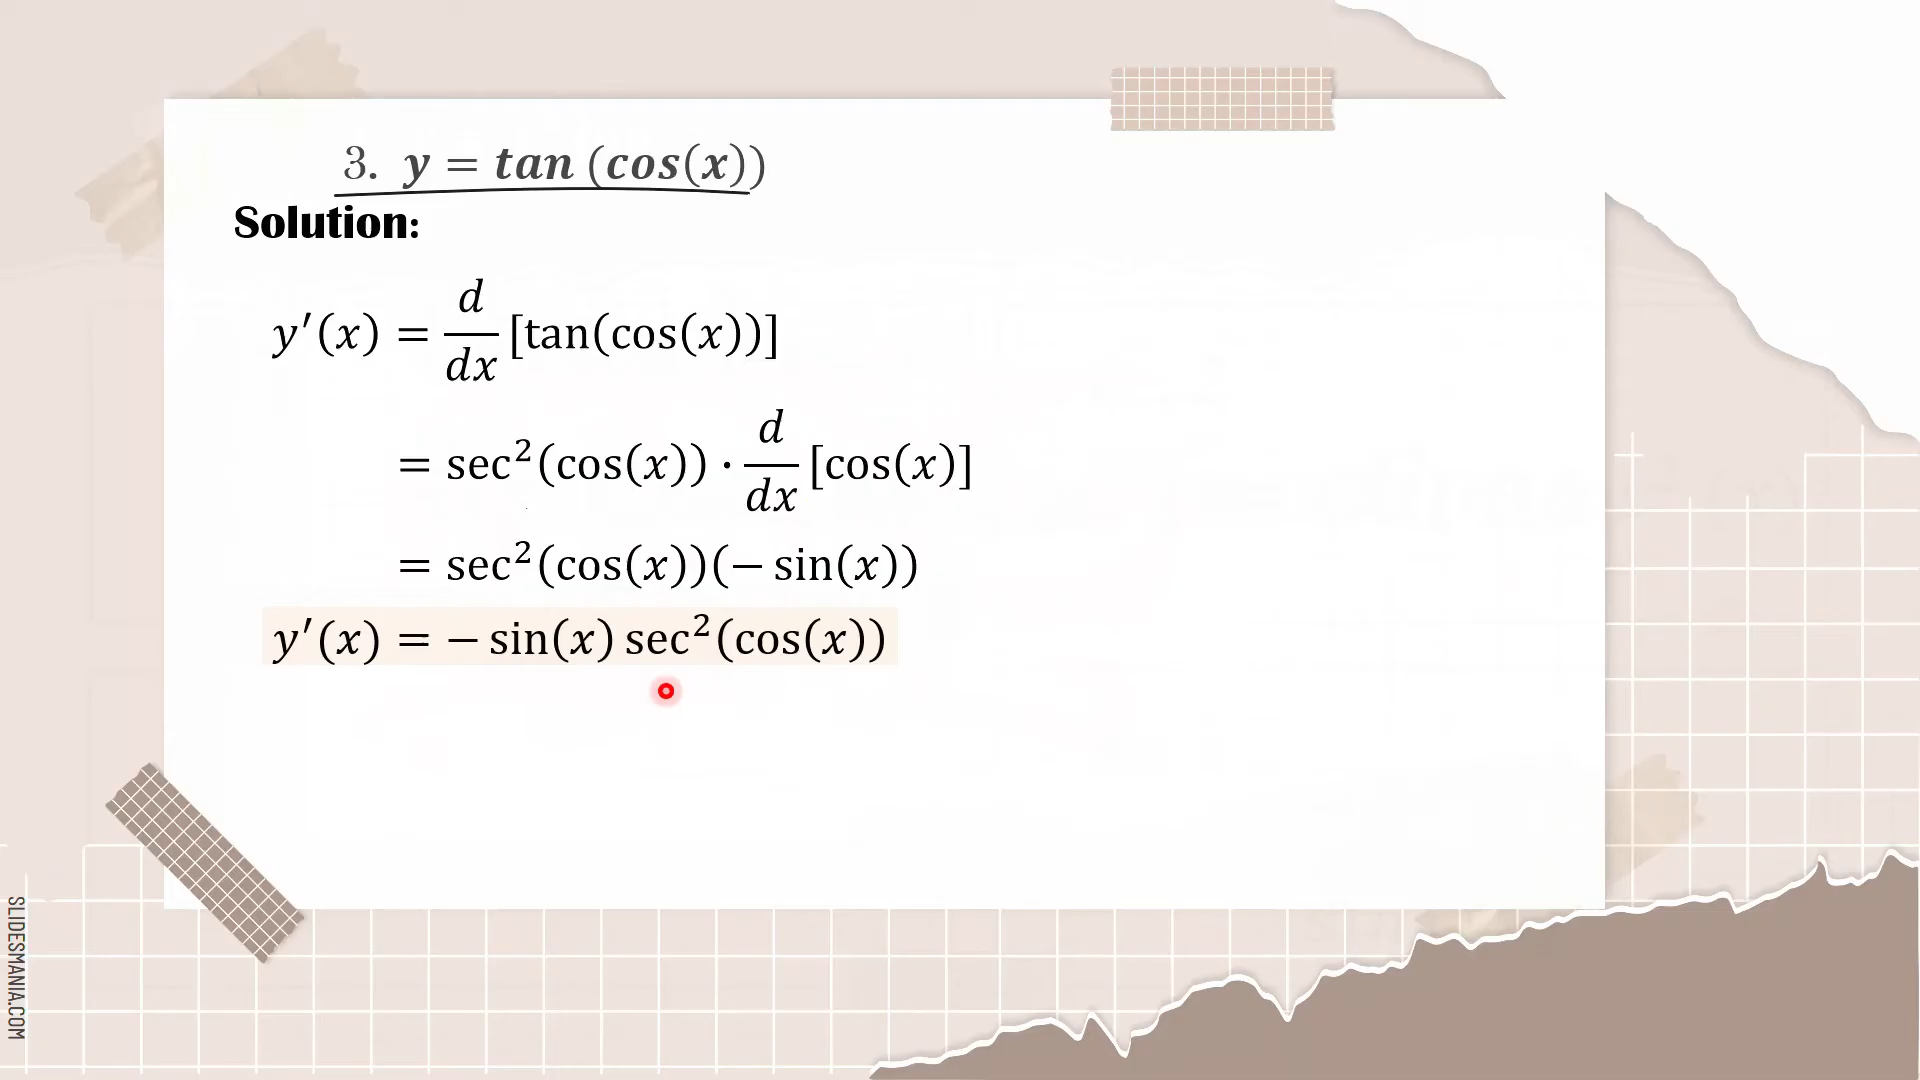 3. y = tan (cos(x))
Solution:
y′(x) = d/dx [tan(cos(x))]
= sec²(cos(x)) · d/dx [cos(x)]
= sec²(cos(x))(− sin(x))
y′(x) = − sin(x) sec²(cos(x))
SLIDESMANIA.COM